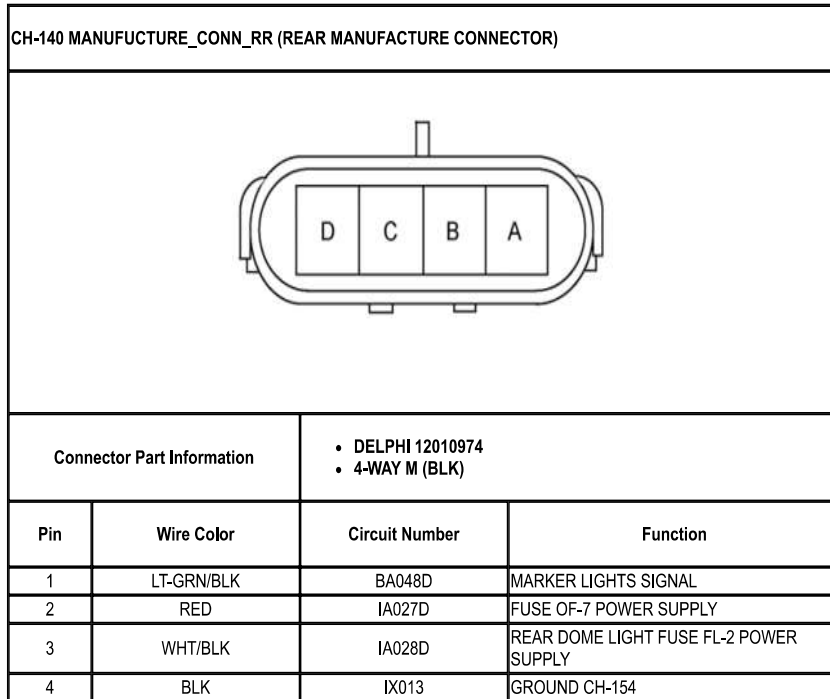 CH-140 MANUFUCTURE_CONN_RR (REAR MANUFACTURE CONNECTOR)
D C B A
Connector Part Information
• DELPHI 12010974
• 4-WAY M (BLK)
Pin Wire Color Circuit Number Function
1 LT-GRN/BLK BA048D MARKER LIGHTS SIGNAL
2 RED IA027D FUSE OF-7 POWER SUPPLY
3 WHT/BLK IA028D REAR DOME LIGHT FUSE FL-2 POWER
SUPPLY
4 BLK IX013 GROUND CH-154